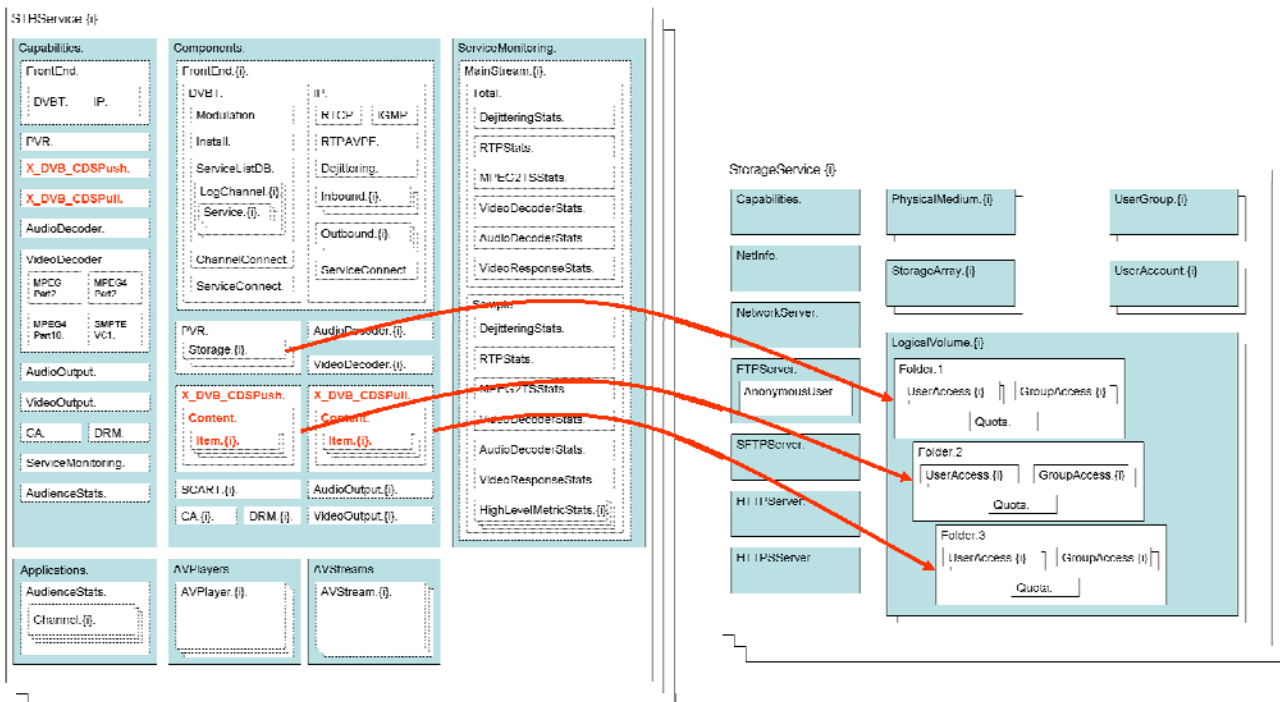 STBService.{i}
Capabilities.
FrontEnd.
DVBT. IP.
PVR.
X_DVB_CDSPush.
X_DVB_CDSPull.
AudioDecoder.
VideoDecoder
MPEG Part2
MPEG4 Part2
MPEG4 Part10.
SMPTE VC1.
AudioOutput.
VideoOutput.
CA. DRM.
ServiceMonitoring.
AudienceStats.
Components.
FrontEnd.{i}.
DVBT.
Modulation
Install.
ServiceListDB.
LogChannel.{i}
Service.{i}.
ChannelConnect.
ServiceConnect.
IP.
RTCP IGMP
RTPAVPF.
Dejittering.
Inbound.{i}.
Outbound.{i}.
ServiceConnect
PVR.
Storage.{i}.
AudioDecoder.{i}.
VideoDecoder.{i}.
X_DVB_CDSPush.
Content.
Item.{i}.
X_DVB_CDSPull.
Content.
Item.{i}.
SCART.{i}.
AudioOutput.{i}.
CA.{i}. DRM.{i}.
VideoOutput.{i}.
ServiceMonitoring.
MainStream.{i}.
Total.
DejitteringStats.
RTPStats.
MPEG2TSStats.
VideoDecoderStats.
AudioDecoderStats
VideoResponseStats.
Sample.
DejitteringStats.
RTPStats.
MPEG2TSStats
VideoDecoderStats.
AudioDecoderStats.
VideoResponseStats
HighLevelMetricStats.{i}
Applications.
AudienceStats.
Channel.{i}.
AVPlayers
AVPlayer.{i}.
AVStreams
AVStream.{i}.
StorageService.{i}
Capabilities.
NetInfo.
NetworkServer.
FTPServer.
AnonymousUser
SFTPServer.
HTTPServer.
HTTPSServer
PhysicalMedium.{i}
UserGroup.{i}
StorageArray.{i}
UserAccount.{i}
LogicalVolume.{i}
Folder.1
UserAccess.{i} GroupAccess.{i}
Quota.
Folder.2
UserAccess.{i} GroupAccess.{i}
Quota.
Folder.3
UserAccess.{i} GroupAccess.{i}
Quota.